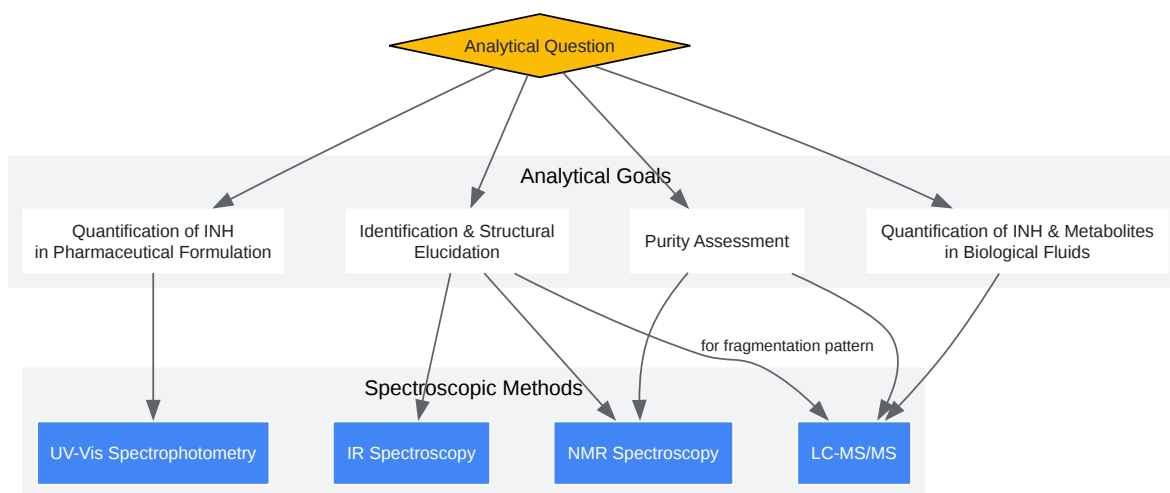 Analytical Question
Analytical Goals
Quantification of INH
in Pharmaceutical Formulation
Identification & Structural
Elucidation
Purity Assessment
Quantification of INH & Metabolites
in Biological Fluids
for fragmentation pattern
Spectroscopic Methods
UV-Vis Spectrophotometry
IR Spectroscopy
NMR Spectroscopy
LC-MS/MS